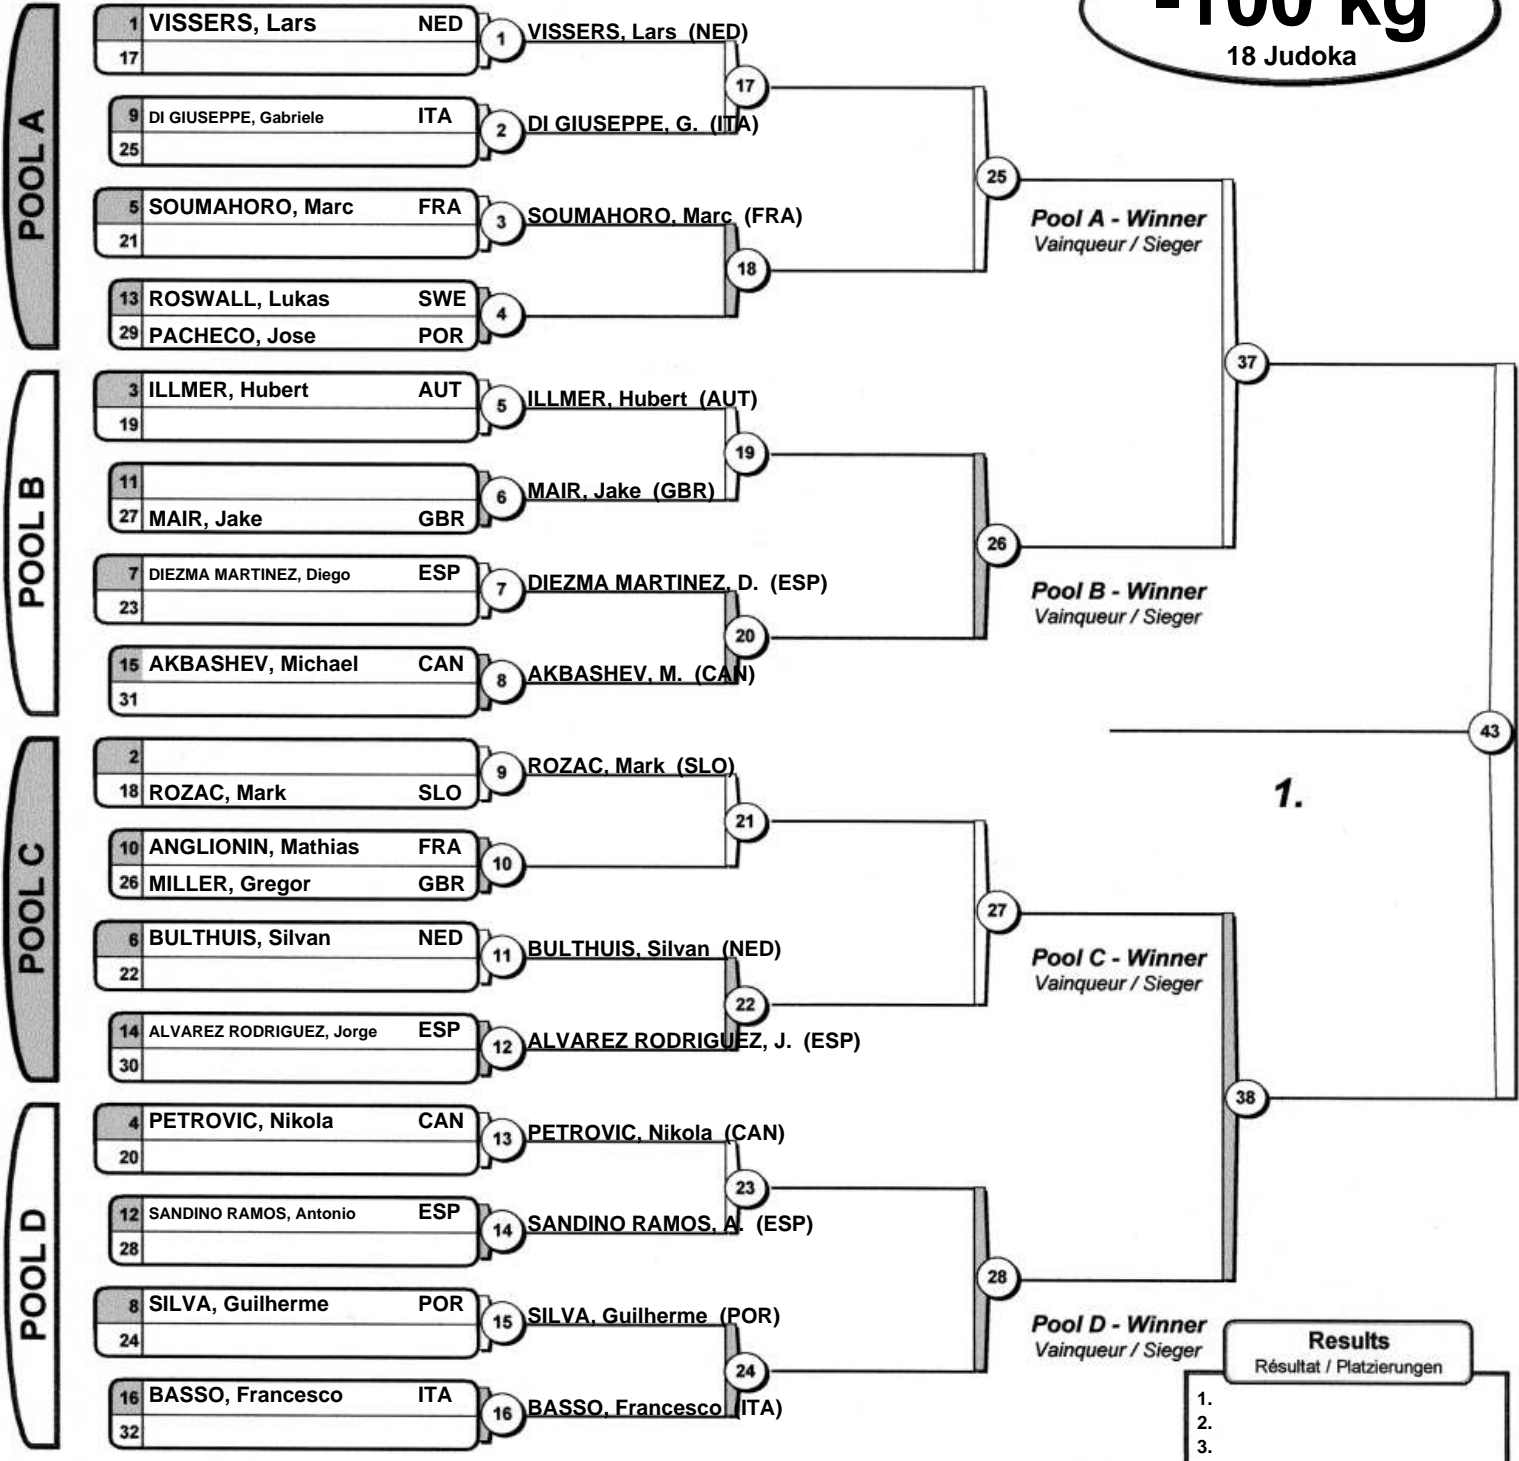 -100 kg
18 Judoka
POOL A
1 VISSERS, Lars NED
17
1 VISSERS, Lars (NED)
17
9 DI GIUSEPPE, Gabriele ITA
25
2 DI GIUSEPPE, G. (ITA)
25
5 SOUMAHORO, Marc FRA
21
3 SOUMAHORO, Marc (FRA)
Pool A - Winner
Vainqueur / Sieger
18
13 ROSWALL, Lukas SWE
29 PACHECO, Jose POR
4
37
POOL B
3 ILLMER, Hubert AUT
19
5 ILLMER, Hubert (AUT)
19
11
27 MAIR, Jake GBR
6 MAIR, Jake (GBR)
26
7 DIEZMA MARTINEZ, Diego ESP
23
7 DIEZMA MARTINEZ, D. (ESP)
Pool B - Winner
Vainqueur / Sieger
20
15 AKBASHEV, Michael CAN
31
8 AKBASHEV, M. (CAN)
43
1.
POOL C
2
18 ROZAC, Mark SLO
9 ROZAC, Mark (SLO)
21
10 ANGLIONIN, Mathias FRA
26 MILLER, Gregor GBR
10
27
6 BULTHUIS, Silvan NED
22
11 BULTHUIS, Silvan (NED)
Pool C - Winner
Vainqueur / Sieger
22
14 ALVAREZ RODRIGUEZ, Jorge ESP
30
12 ALVAREZ RODRIGUEZ, J. (ESP)
38
POOL D
4 PETROVIC, Nikola CAN
20
13 PETROVIC, Nikola (CAN)
23
12 SANDINO RAMOS, Antonio ESP
28
14 SANDINO RAMOS, A. (ESP)
28
8 SILVA, Guilherme POR
24
15 SILVA, Guilherme (POR)
Pool D - Winner
Vainqueur / Sieger
24
16 BASSO, Francesco ITA
32
16 BASSO, Francesco (ITA)
Results
Résultat / Platzierungen
1.
2.
3.